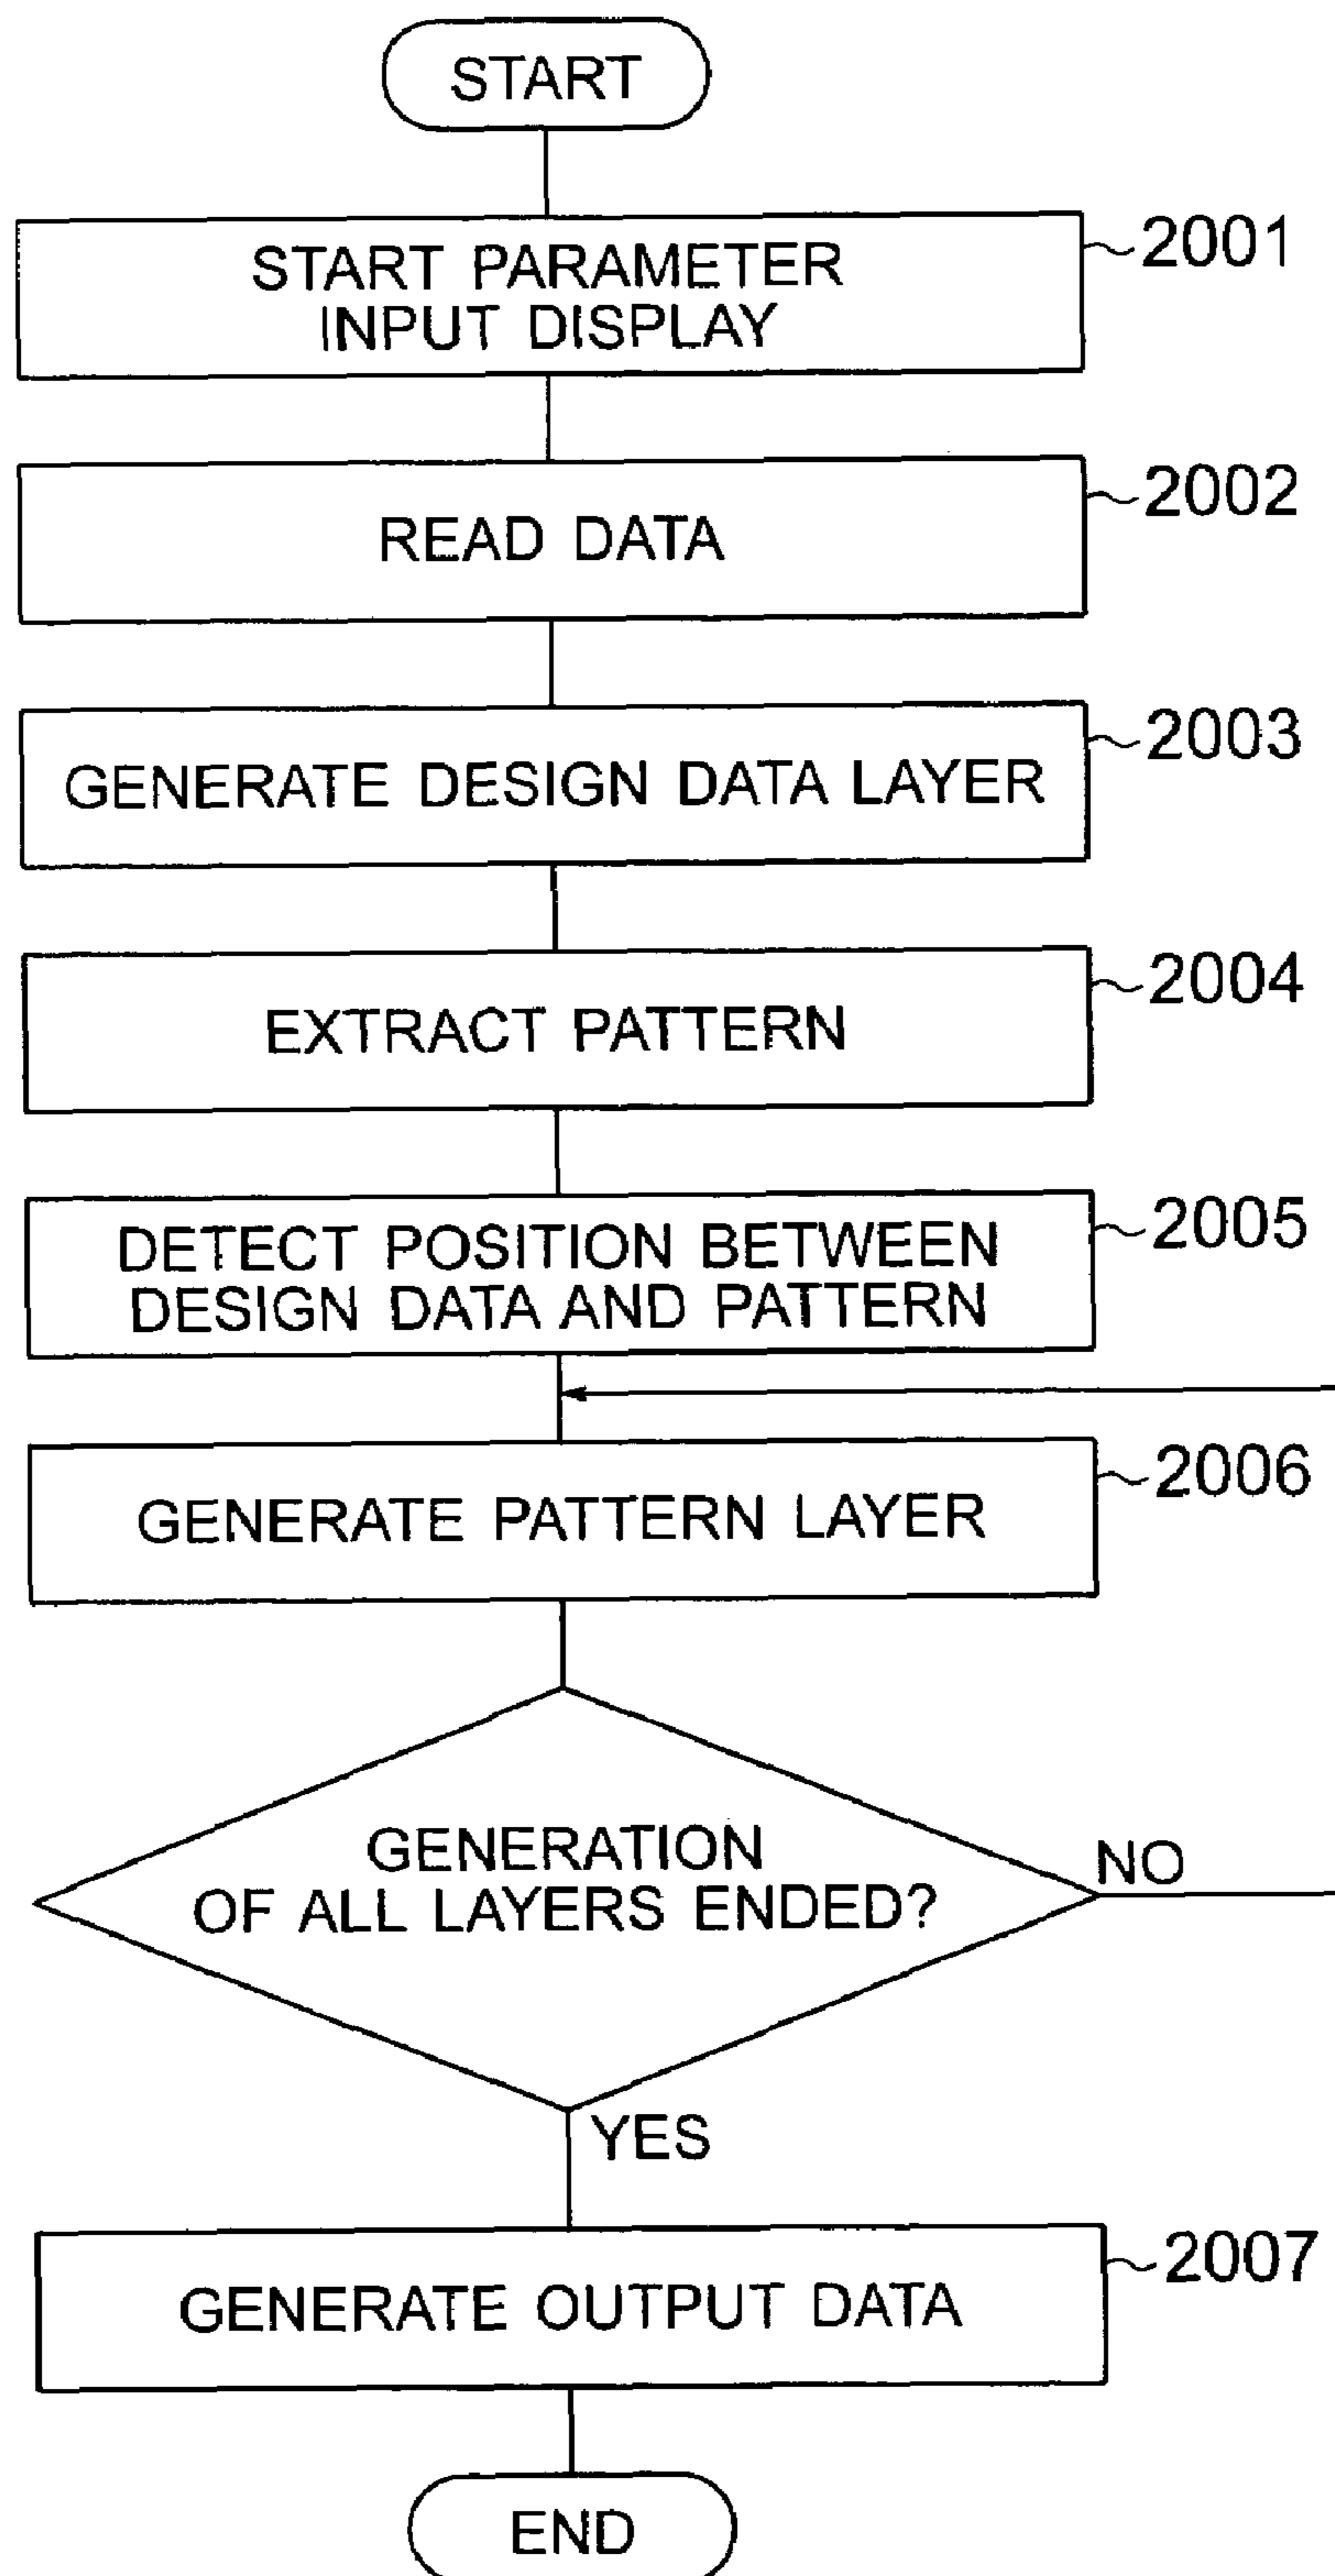 START
START PARAMETER
INPUT DISPLAY
2001
READ DATA
2002
GENERATE DESIGN DATA LAYER
2003
EXTRACT PATTERN
2004
DETECT POSITION BETWEEN
DESIGN DATA AND PATTERN
2005
GENERATE PATTERN LAYER
2006
GENERATION
OF ALL LAYERS ENDED?
NO
YES
GENERATE OUTPUT DATA
2007
END